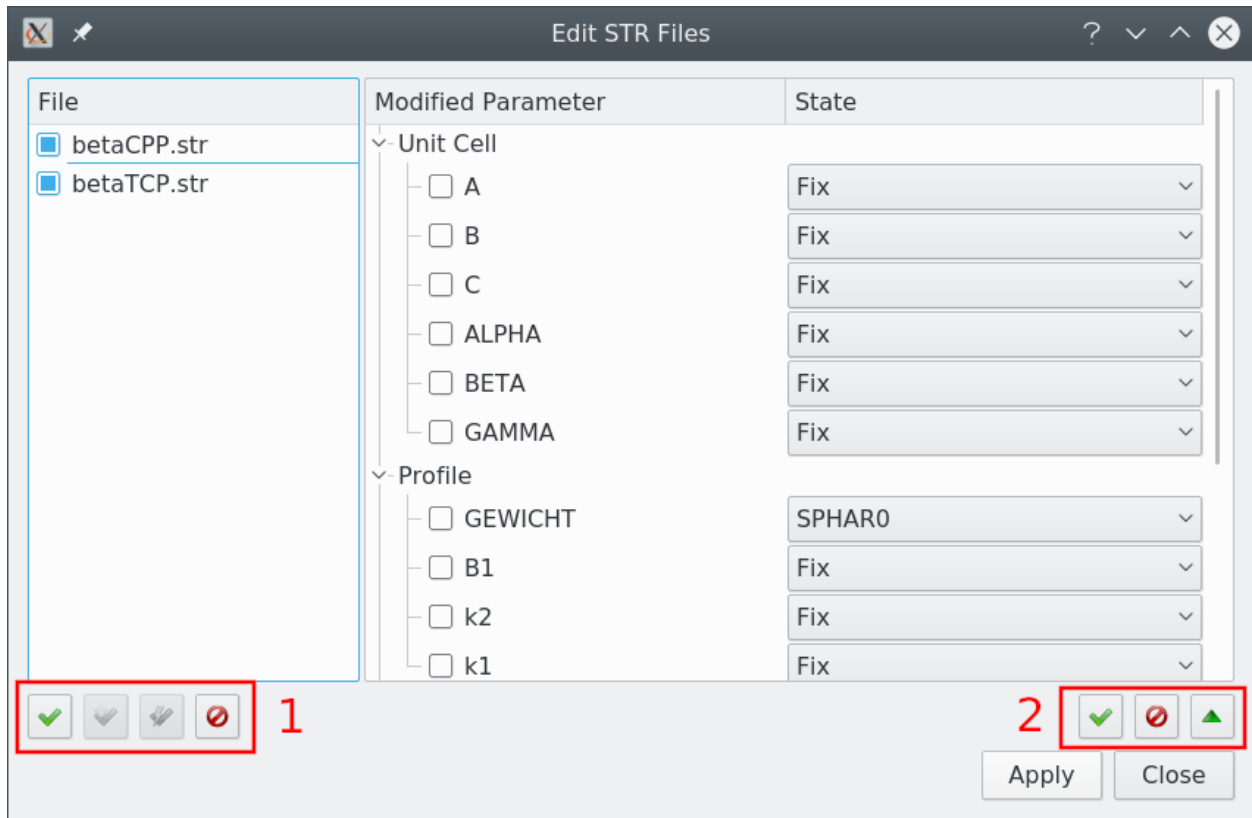 Edit STR Files
File
Modified Parameter State
betaCPP.str
betaTCP.str
Unit Cell
A Fix
B Fix
C Fix
ALPHA Fix
BETA Fix
GAMMA Fix
Profile
GEWICHT SPHAR0
B1 Fix
k2 Fix
k1 Fix
1
2
Apply Close